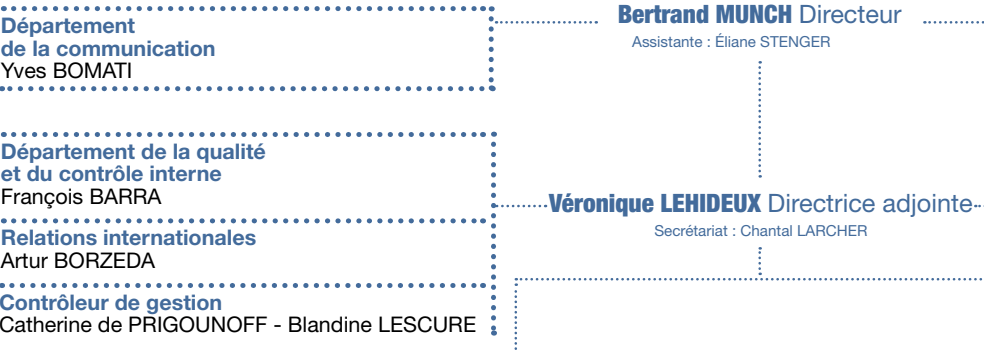 Département
de la communication
Yves BOMATI
Bertrand MUNCH Directeur
Assistante : Éliane STENGER
Département de la qualité
et du contrôle interne
François BARRA
Relations internationales
Artur BORZEDA
Contrôleur de gestion
Catherine de PRIGOUNOFF - Blandine LESCURE
Véronique LEHIDEUX Directrice adjointe
Secrétariat : Chantal LARCHER